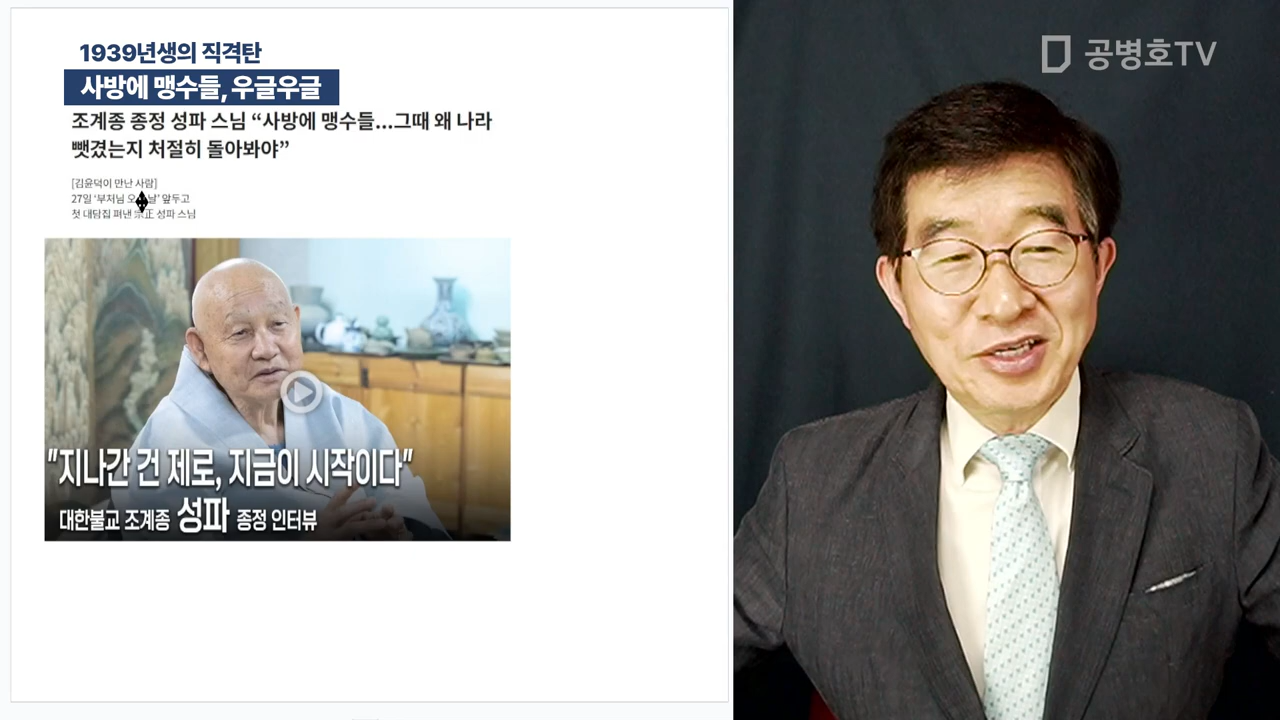 1939년생의 직격탄
사방에 맹수들, 우글우글
조계종 종정 성파 스님 “사방에 맹수들...그때 왜 나라
뺏겼는지 처절히 돌아봐야”
[김윤덕이 만난 사람]
27일 ‘부처님 오 날’ 앞두고
첫 대담집 펴낸 宗正 성파 스님
"지나간 건 제로, 지금이 시작이다"
대한불교 조계종 성파 종정 인터뷰
공병호TV